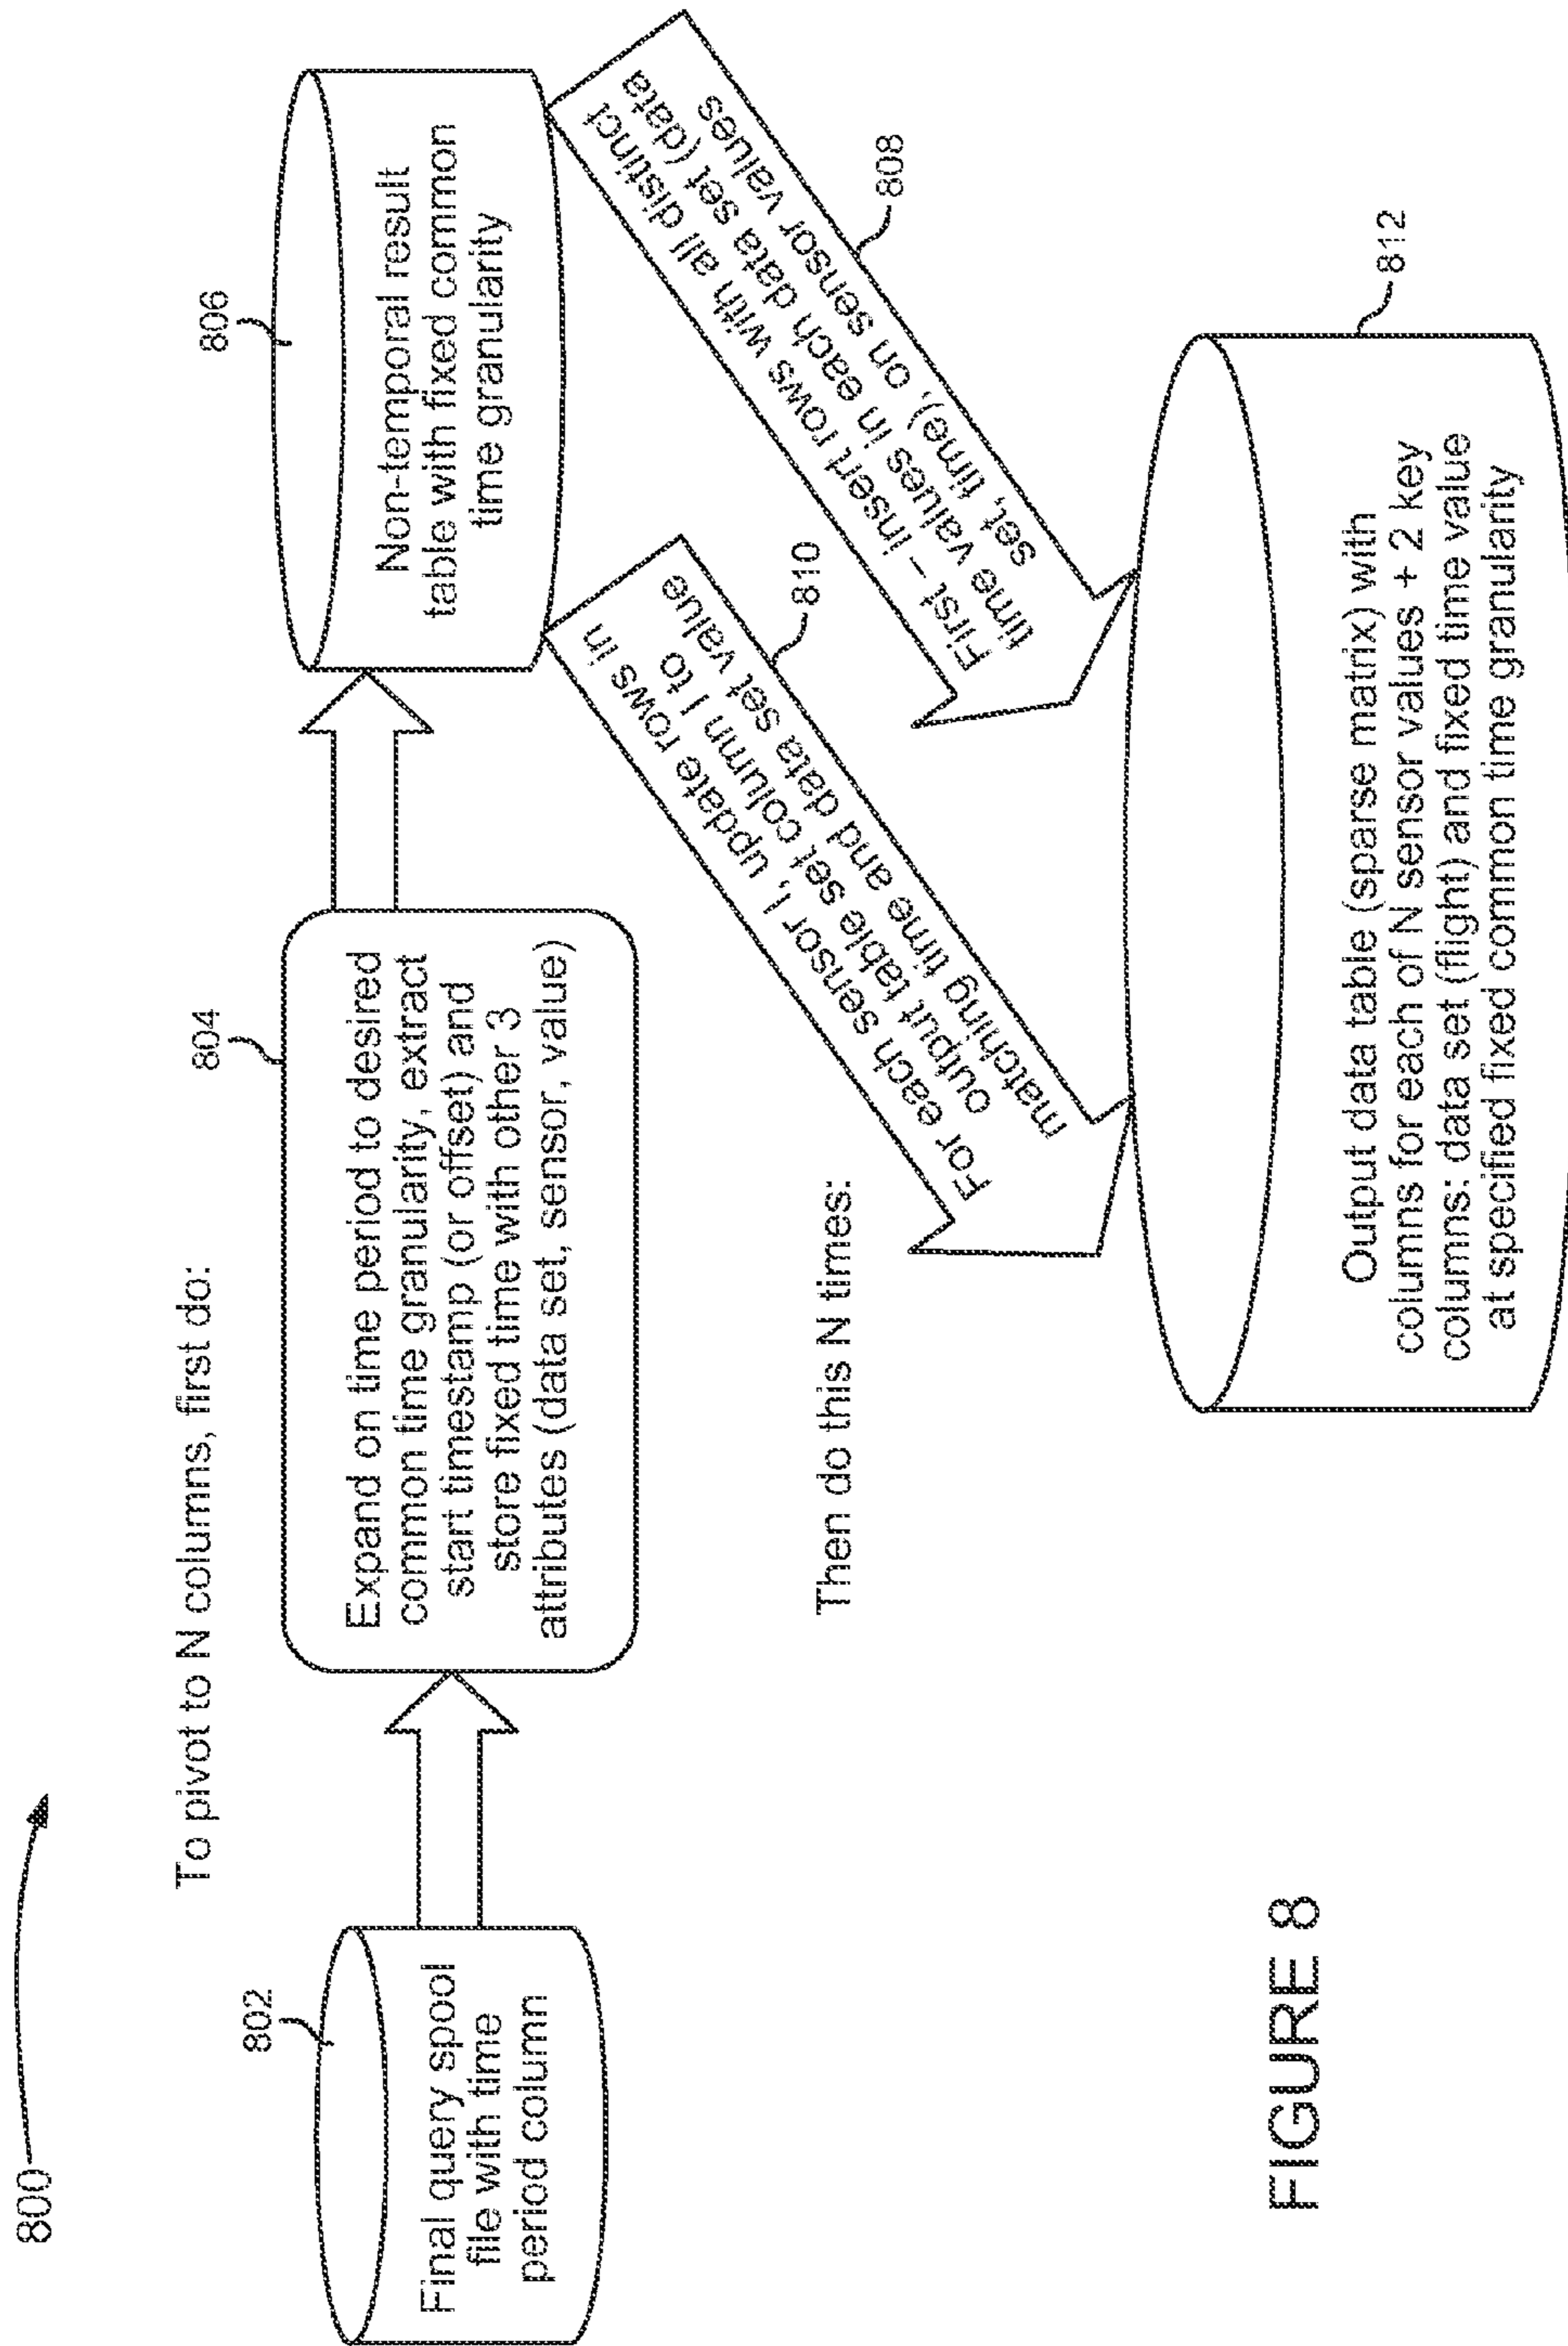 800
To pivot to N columns, first do:
802
Final query spool
file with time
period column
804
Expand on time period to desired
common time granularity, extract
start timestamp (or offset) and
store fixed time with other 3
attributes (data set, sensor, value)
806
Non-temporal result
table with fixed common
time granularity
Then do this N times:
For each sensor I, update rows in
output table set column I to
matching time and data set value
810
First – insert rows with all distinct
time values in each data set (data
set, time), on sensor values
808
812
Output data table (sparse matrix) with
columns for each of N sensor values + 2 key
columns: data set (flight) and fixed time value
at specified fixed common time granularity
FIGURE 8